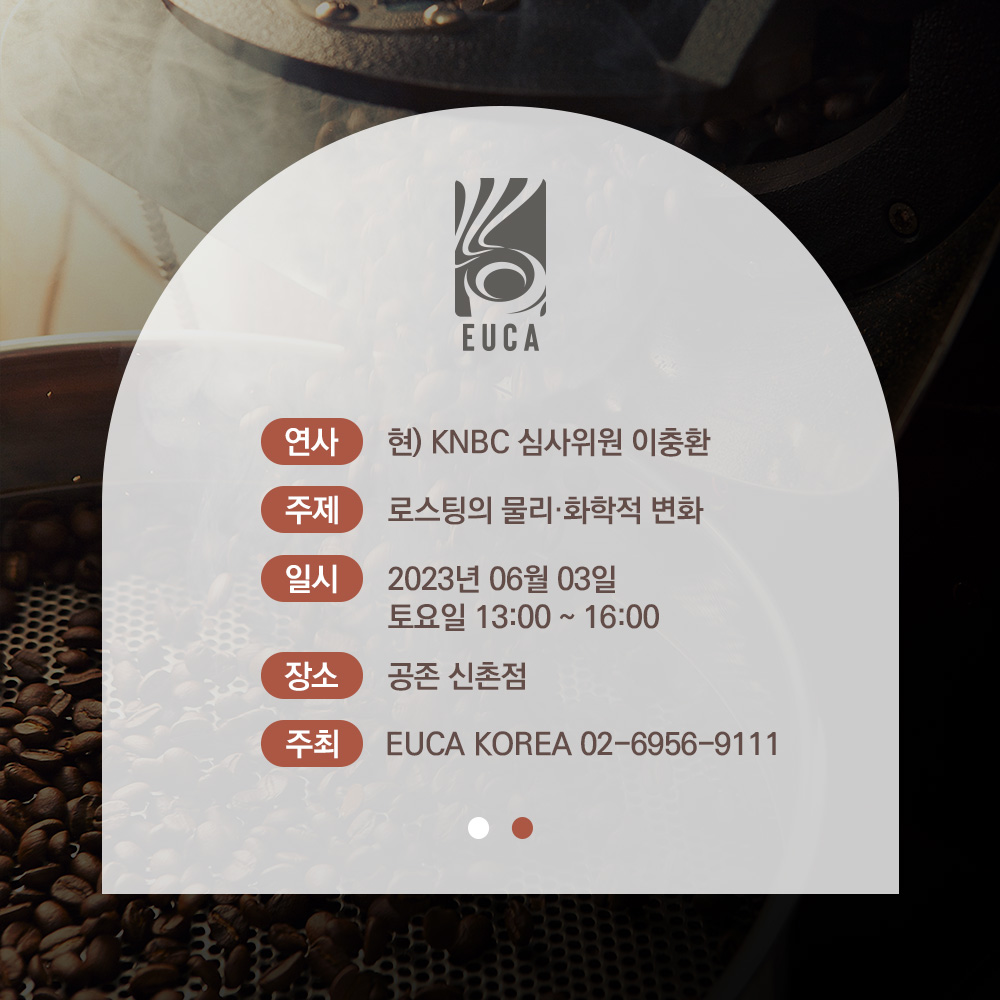 EUCA
연사 현) KNBC 심사위원 이충환
주제 로스팅의 물리·화학적 변화
일시 2023년 06월 03일
토요일 13:00 ~ 16:00
장소 공존 신촌점
주최 EUCA KOREA 02-6956-9111